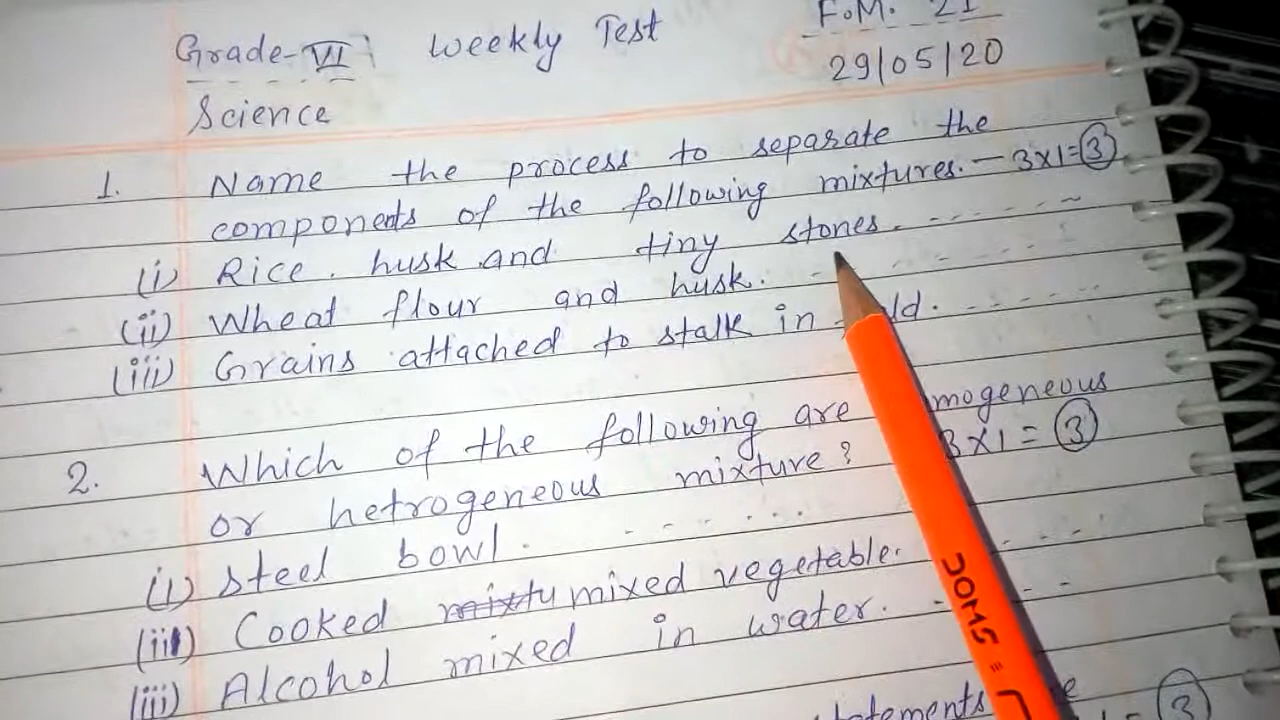 Grade-VI Weekly Test F.M. 21
29/05/20
Science
1. Name the process to separate the
components of the following mixtures. - 3x1=3
(i) Rice, husk and tiny stones.
(ii) Wheat flour and husk.
(iii) Grains attached to stalk in
2. Which of the following are
or hetrogeneous mixture? 3x1=3
(i) Steel bowl.
(ii) Cooked mixed vegetable.
(iii) Alcohol mixed in water.
statements
3
DOMS